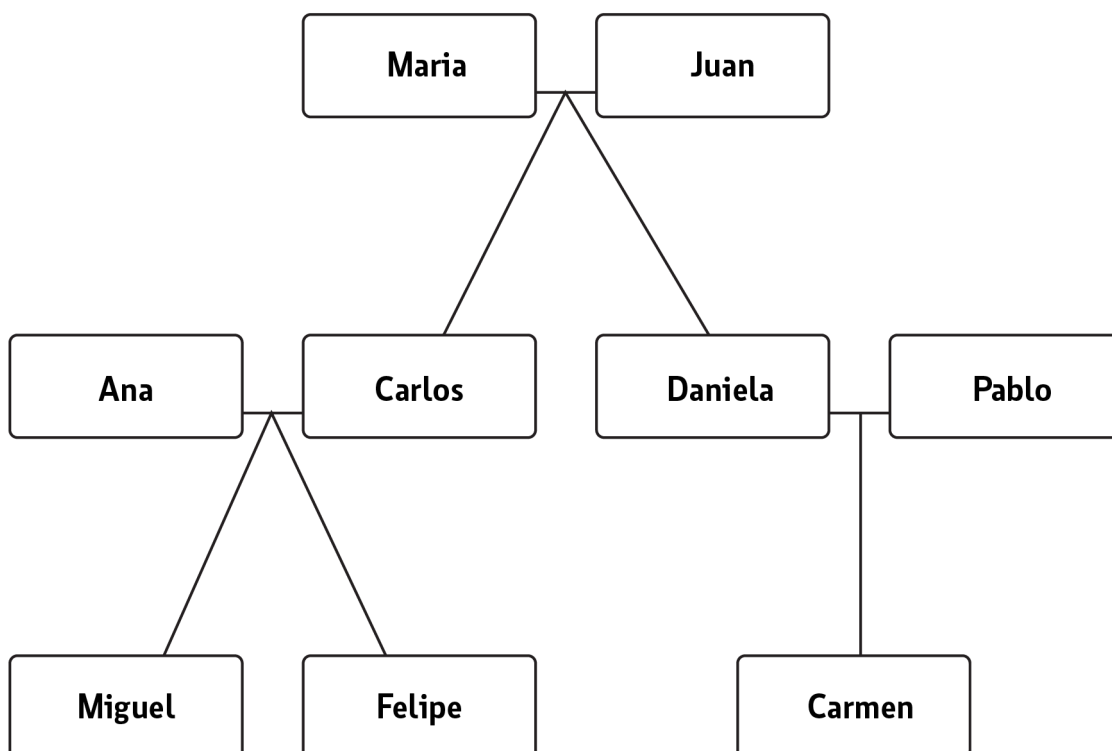 Maria
Juan
Ana
Carlos
Daniela
Pablo
Miguel
Felipe
Carmen